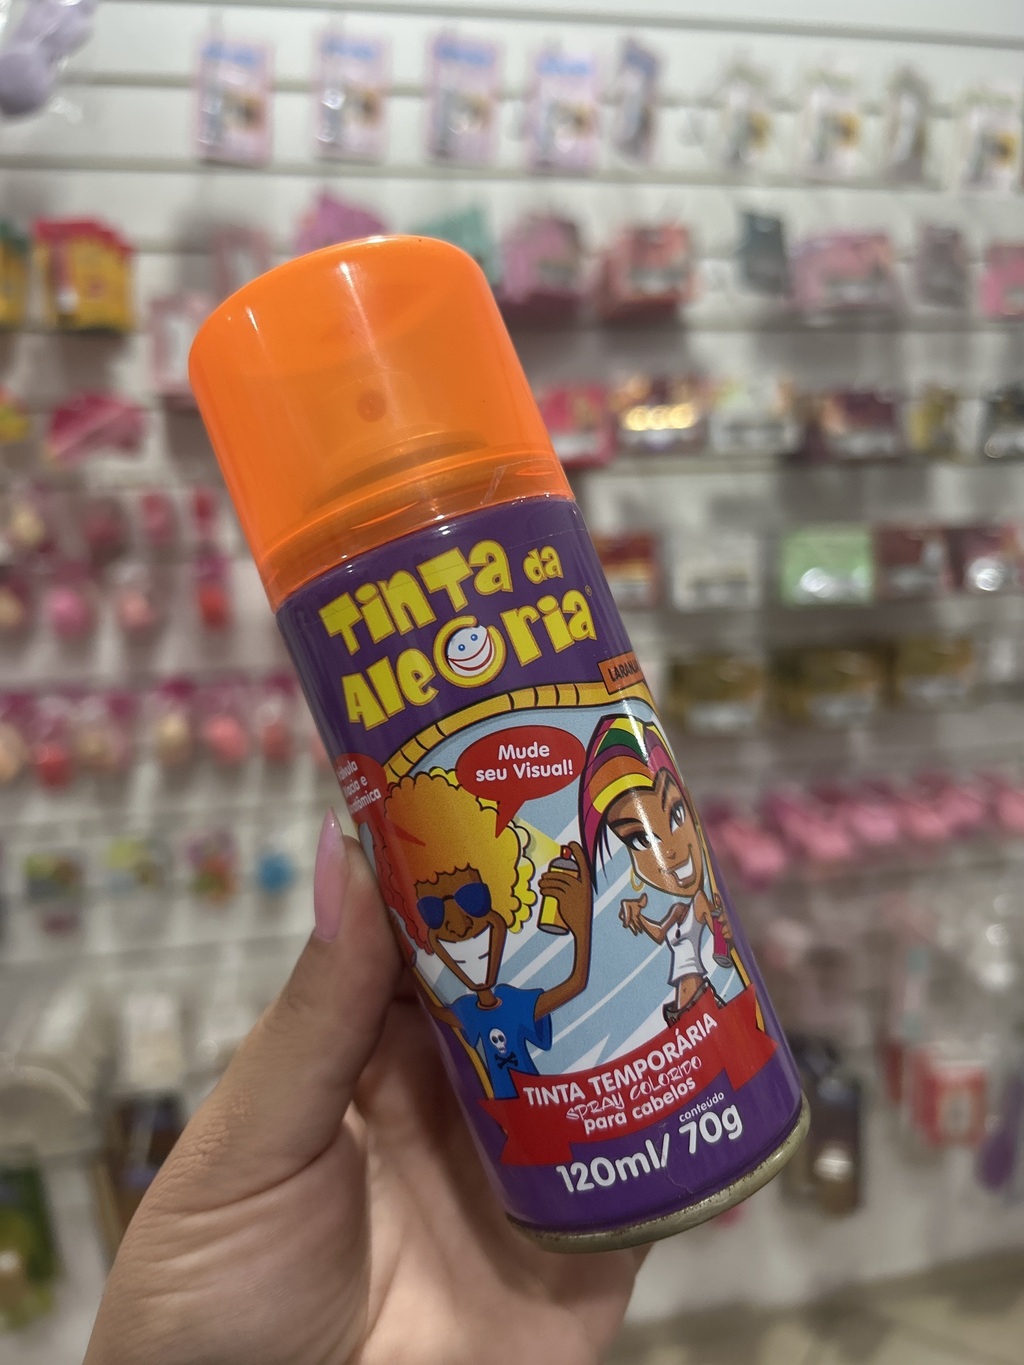 Tinta da
Alegria
LARANJA
Mude
seu Visual!
TINTA TEMPORÁRIA
SPRAY COLORIDO
para cabelos
conteúdo
120ml/ 70g